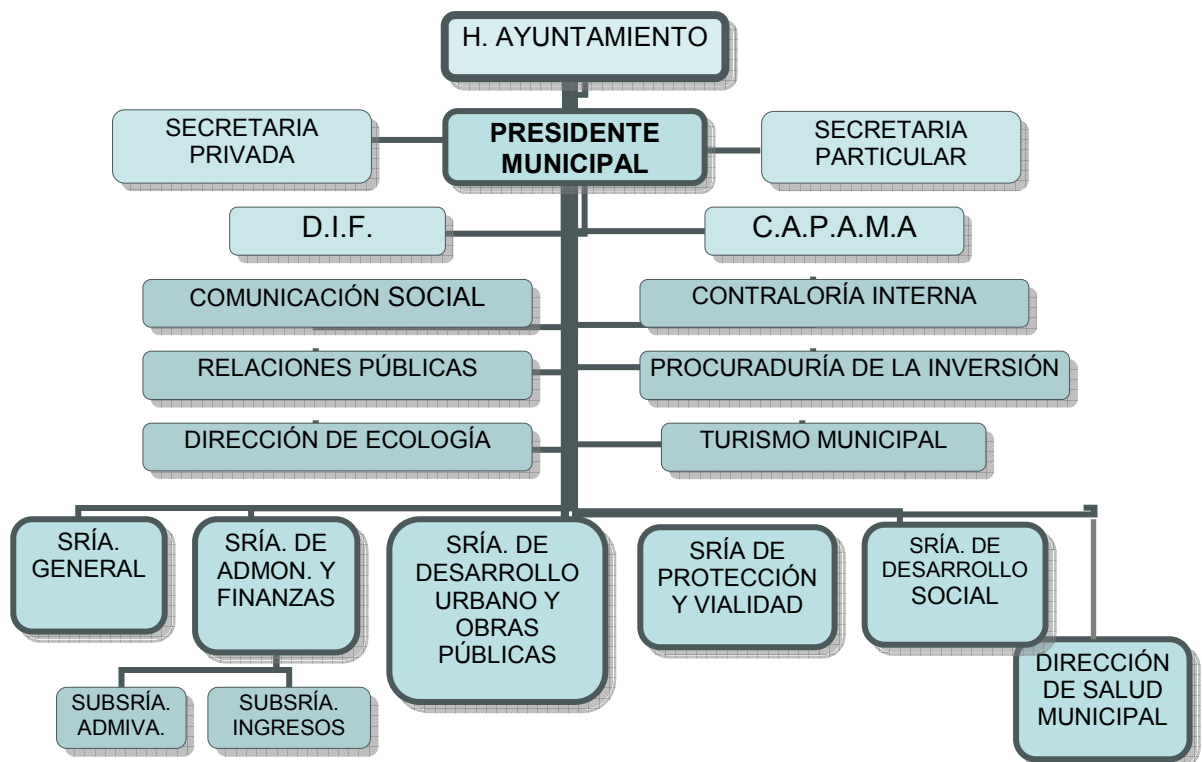 H. AYUNTAMIENTO
SECRETARIA
PRIVADA
PRESIDENTE
MUNICIPAL
SECRETARIA
PARTICULAR
D.I.F.
C.A.P.A.M.A
COMUNICACIÓN SOCIAL
CONTRALORÍA INTERNA
RELACIONES PÚBLICAS
PROCURADURÍA DE LA INVERSIÓN
DIRECCIÓN DE ECOLOGÍA
TURISMO MUNICIPAL
SRÍA.
GENERAL
SRÍA. DE
ADMON. Y
FINANZAS
SRÍA. DE
DESARROLLO
URBANO Y
OBRAS
PÚBLICAS
SRÍA DE
PROTECCIÓN
Y VIALIDAD
SRÍA. DE
DESARROLLO
SOCIAL
DIRECCIÓN
DE SALUD
MUNICIPAL
SUBSRÍA.
ADMIVA.
SUBSRÍA.
INGRESOS